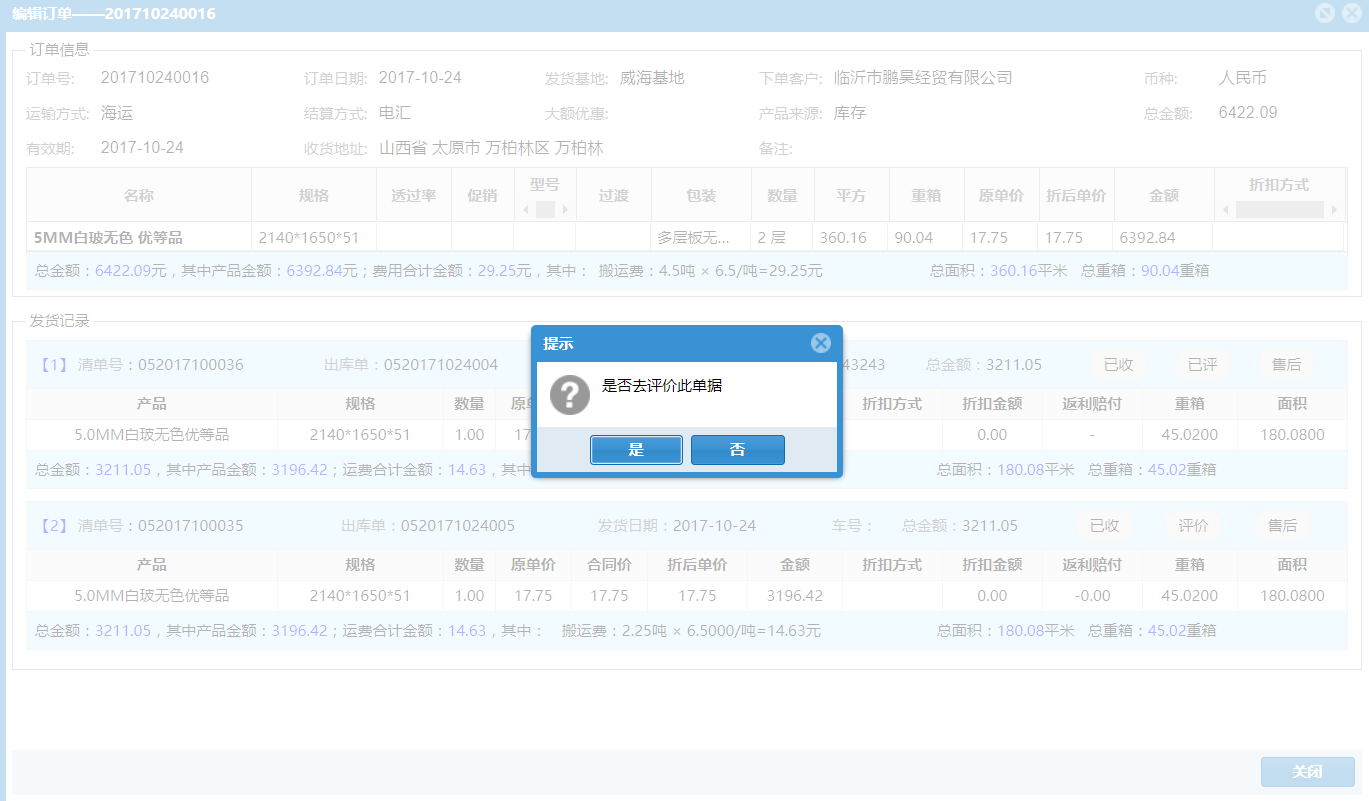 编辑订单——201710240016
订单信息
订单号: 201710240016 订单日期: 2017-10-24 发货基地: 威海基地 下单客户: 临沂市鹏昊经贸有限公司 币种: 人民币
运输方式: 海运 结算方式: 电汇 大额优惠: 产品来源: 库存 总金额: 6422.09
有效期: 2017-10-24 收货地址: 山西省 太原市 万柏林区 万柏林 备注:
名称 规格 透过率 促销 型号 过渡 包装 数量 平方 重箱 原单价 折后单价 金额 折扣方式
5MM白玻无色 优等品 2140*1650*51 多层板无... 2 层 360.16 90.04 17.75 17.75 6392.84
总金额：6422.09元，其中产品金额：6392.84元；费用合计金额：29.25元，其中： 搬运费：4.5吨 × 6.5/吨=29.25元 总面积：360.16平米 总重箱：90.04重箱
发货记录
【1】 清单号：052017100036 出库单：0520171024004 43243 总金额：3211.05 已收 已评 售后
产品 规格 数量 原单 折扣方式 折扣金额 返利赔付 重箱 面积
5.0MM白玻无色优等品 2140*1650*51 1.00 17 0.00 - 45.0200 180.0800
总金额：3211.05，其中产品金额：3196.42；运费合计金额：14.63，其中 总面积：180.08平米 总重箱：45.02重箱
提示
是否去评价此单据
是 否
【2】 清单号：052017100035 出库单：0520171024005 发货日期：2017-10-24 车号： 总金额：3211.05 已收 评价 售后
产品 规格 数量 原单价 合同价 折后单价 金额 折扣方式 折扣金额 返利赔付 重箱 面积
5.0MM白玻无色优等品 2140*1650*51 1.00 17.75 17.75 17.75 3196.42 0.00 -0.00 45.0200 180.0800
总金额：3211.05，其中产品金额：3196.42；运费合计金额：14.63，其中： 搬运费：2.25吨 × 6.5000/吨=14.63元 总面积：180.08平米 总重箱：45.02重箱
关闭